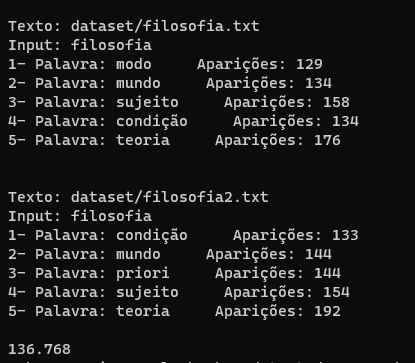 Texto: dataset/filosofia.txt
Input: filosofia
1- Palavra: modo     Aparições: 129
2- Palavra: mundo     Aparições: 134
3- Palavra: sujeito     Aparições: 158
4- Palavra: condição     Aparições: 134
5- Palavra: teoria     Aparições: 176
Texto: dataset/filosofia2.txt
Input: filosofia
1- Palavra: condição     Aparições: 133
2- Palavra: mundo     Aparições: 144
3- Palavra: priori     Aparições: 144
4- Palavra: sujeito     Aparições: 154
5- Palavra: teoria     Aparições: 192
136.768